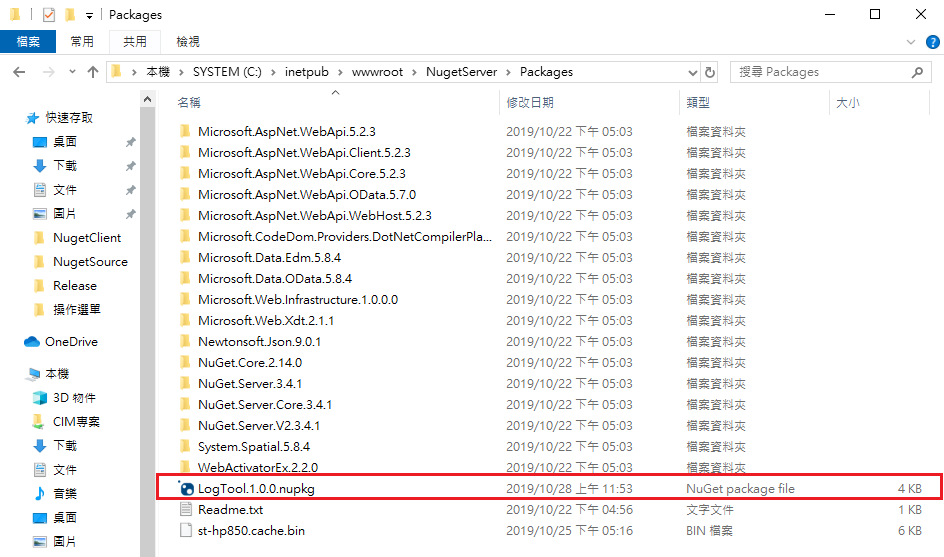 Packages
檔案 常用 共用 檢視
本機 SYSTEM (C:) inetpub wwwroot NugetServer Packages 搜尋 Packages
名稱 修改日期 類型 大小
快速存取
桌面
下載
文件
圖片
NugetClient
NugetSource
Release
操作選單
OneDrive
本機
3D 物件
CIM專案
下載
文件
音樂
桌面
圖片
Microsoft.AspNet.WebApi.5.2.3 2019/10/22 下午 05:03 檔案資料夾
Microsoft.AspNet.WebApi.Client.5.2.3 2019/10/22 下午 05:03 檔案資料夾
Microsoft.AspNet.WebApi.Core.5.2.3 2019/10/22 下午 05:03 檔案資料夾
Microsoft.AspNet.WebApi.OData.5.7.0 2019/10/22 下午 05:03 檔案資料夾
Microsoft.AspNet.WebApi.WebHost.5.2.3 2019/10/22 下午 05:03 檔案資料夾
Microsoft.CodeDom.Providers.DotNetCompilerPla... 2019/10/22 下午 05:03 檔案資料夾
Microsoft.Data.Edm.5.8.4 2019/10/22 下午 05:03 檔案資料夾
Microsoft.Data.OData.5.8.4 2019/10/22 下午 05:03 檔案資料夾
Microsoft.Web.Infrastructure.1.0.0.0 2019/10/22 下午 05:03 檔案資料夾
Microsoft.Web.Xdt.2.1.1 2019/10/22 下午 05:03 檔案資料夾
Newtonsoft.Json.9.0.1 2019/10/22 下午 05:03 檔案資料夾
NuGet.Core.2.14.0 2019/10/22 下午 05:03 檔案資料夾
NuGet.Server.3.4.1 2019/10/22 下午 05:03 檔案資料夾
NuGet.Server.Core.3.4.1 2019/10/22 下午 05:03 檔案資料夾
NuGet.Server.V2.3.4.1 2019/10/22 下午 05:03 檔案資料夾
System.Spatial.5.8.4 2019/10/22 下午 05:03 檔案資料夾
WebActivatorEx.2.2.0 2019/10/22 下午 05:03 檔案資料夾
LogTool.1.0.0.nupkg 2019/10/28 上午 11:53 NuGet package file 4 KB
Readme.txt 2019/10/22 下午 04:56 文字文件 1 KB
st-hp850.cache.bin 2019/10/25 下午 05:16 BIN 檔案 6 KB